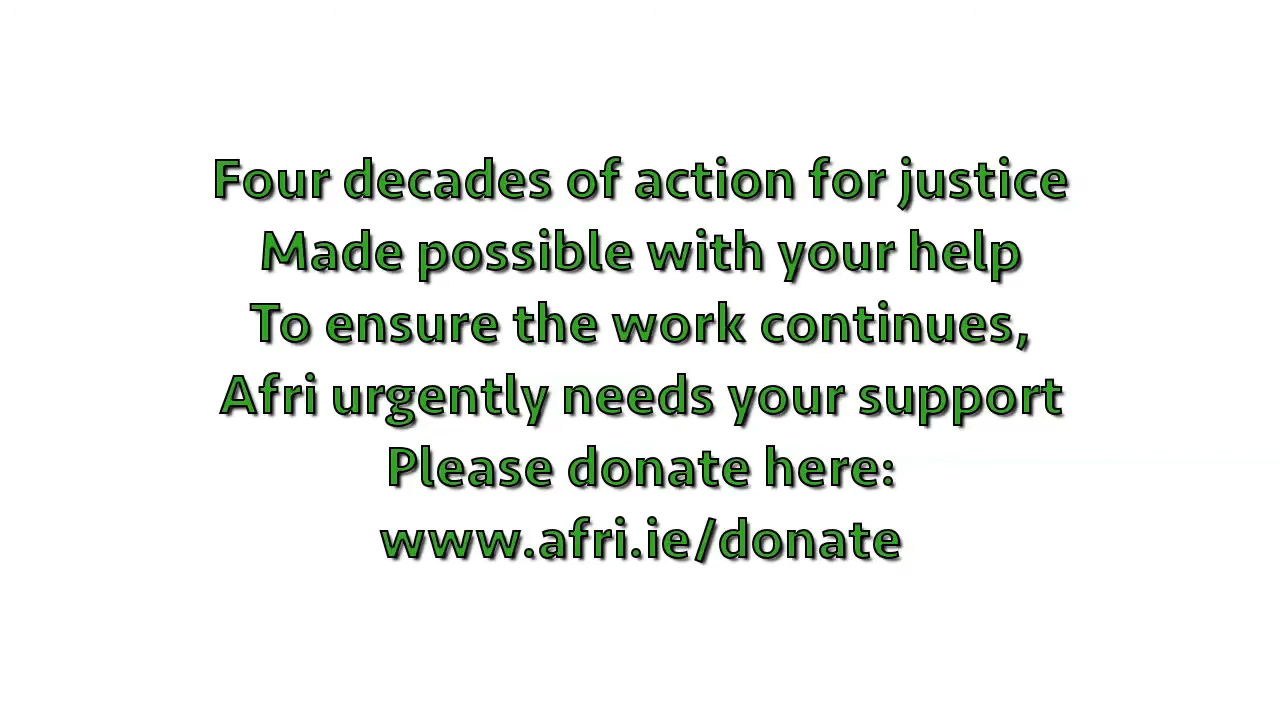 Four decades of action for justice
Made possible with your help
To ensure the work continues,
Afri urgently needs your support
Please donate here:
www.afri.ie/donate